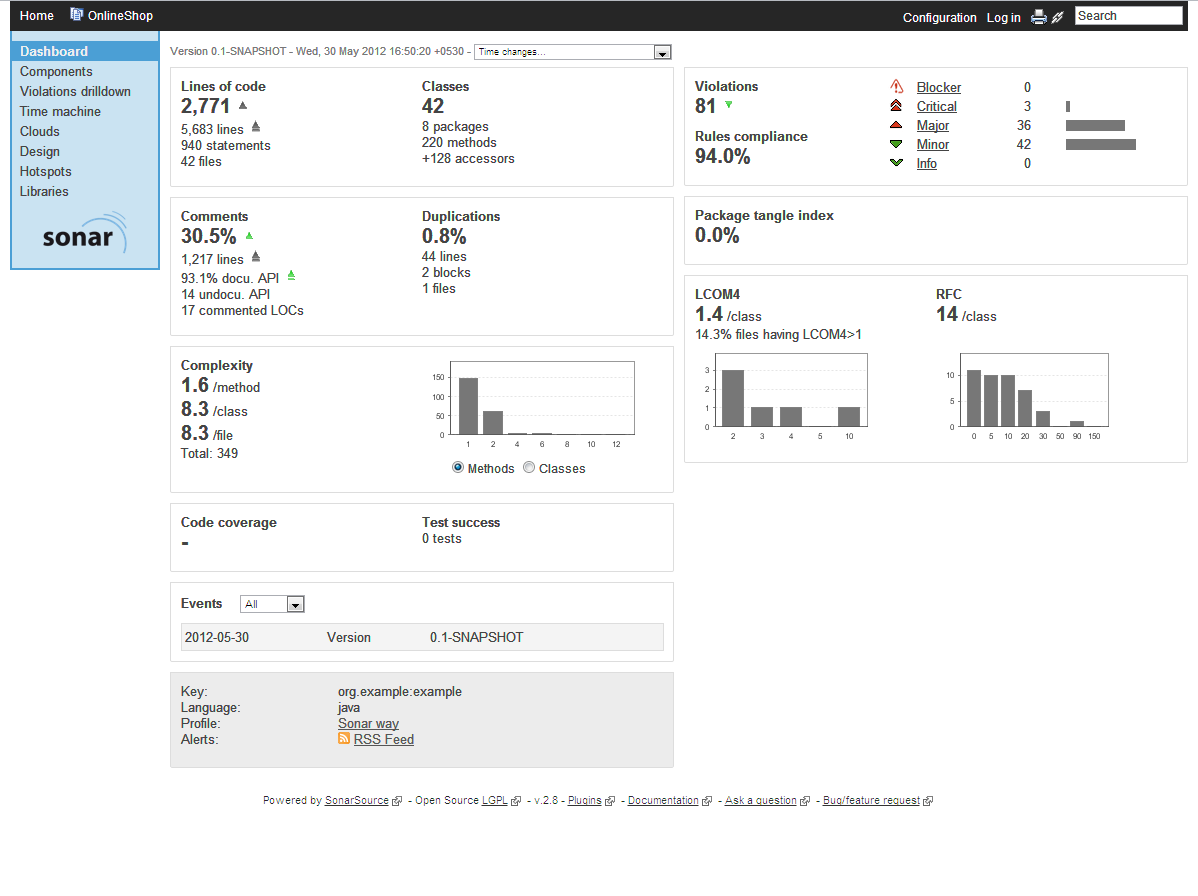 Home OnlineShop Configuration Log in Search
Dashboard
Components
Violations drilldown
Time machine
Clouds
Design
Hotspots
Libraries
sonar
Version 0.1-SNAPSHOT - Wed, 30 May 2012 16:50:20 +0530 - Time changes...
Lines of code
2,771
5,683 lines
940 statements
42 files
Classes
42
8 packages
220 methods
+128 accessors
Comments
30.5%
1,217 lines
93.1% docu. API
14 undocu. API
17 commented LOCs
Duplications
0.8%
44 lines
2 blocks
1 files
Complexity
1.6 /method
8.3 /class
8.3 /file
Total: 349
150
100
50
0
1 2 4 6 8 10 12
Methods Classes
Code coverage
-
Test success
0 tests
Events All
2012-05-30 Version 0.1-SNAPSHOT
Key: org.example:example
Language: java
Profile: Sonar way
Alerts: RSS Feed
Violations
81
Rules compliance
94.0%
Blocker 0
Critical 3
Major 36
Minor 42
Info 0
Package tangle index
0.0%
LCOM4
1.4 /class
14.3% files having LCOM4>1
3
2
1
0
2 3 4 5 10
RFC
14 /class
10
5
0
0 5 10 20 30 50 90 150
Powered by SonarSource - Open Source LGPL - v.2.8 - Plugins - Documentation - Ask a question - Bug/feature request